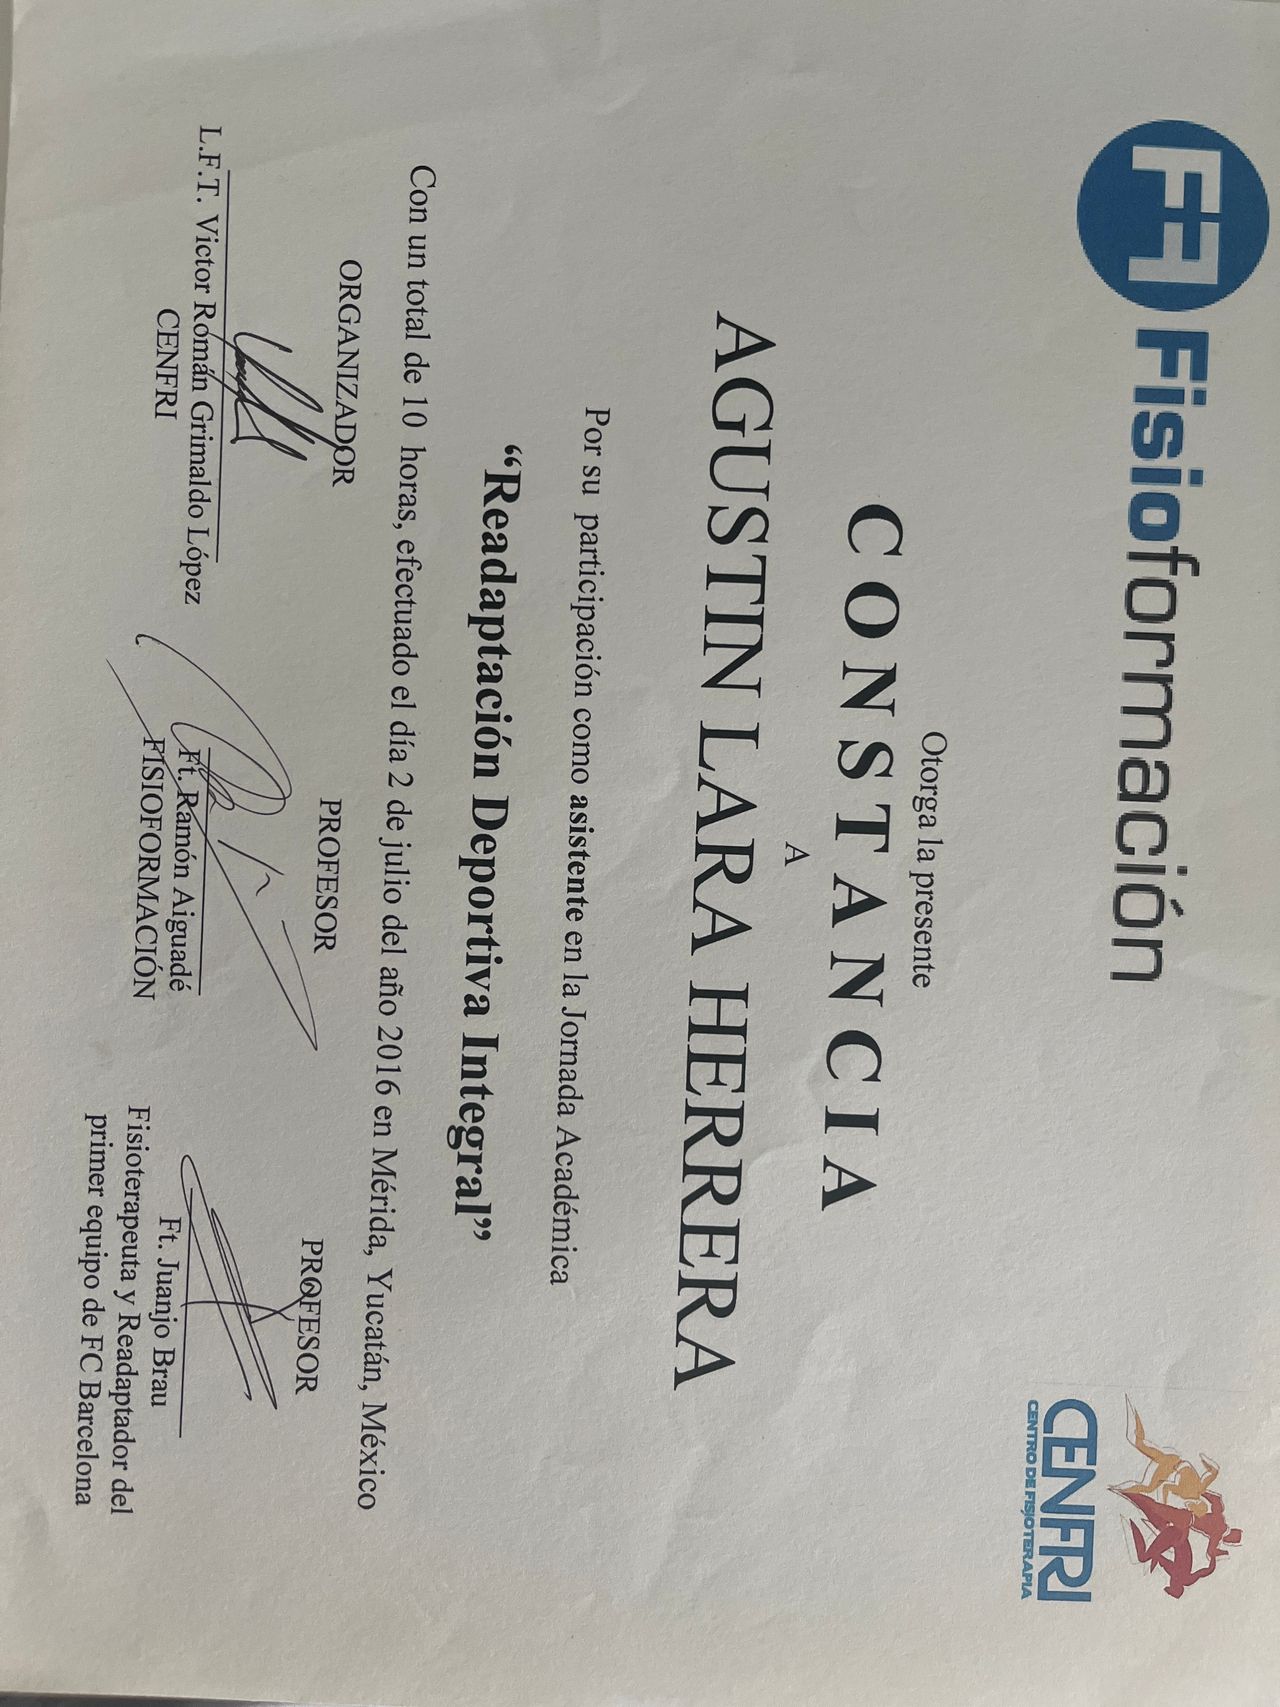 Fisioformación
CENFRI
CENTRO DE FISIOTERAPIA
Otorga la presente
CONSTANCIA
A
AGUSTIN LARA HERRERA
Por su participación como asistente en la Jornada Académica
“Readaptación Deportiva Integral”
Con un total de 10 horas, efectuado el día 2 de julio del año 2016 en Mérida, Yucatán, México
ORGANIZADOR
L.F.T. Victor Román Grimaldo López
CENFRI
PROFESOR
Ft. Ramón Aiguadé
FISIOFORMACIÓN
PROFESOR
Ft. Juanjo Brau
Fisioterapeuta y Readaptador del
primer equipo de FC Barcelona